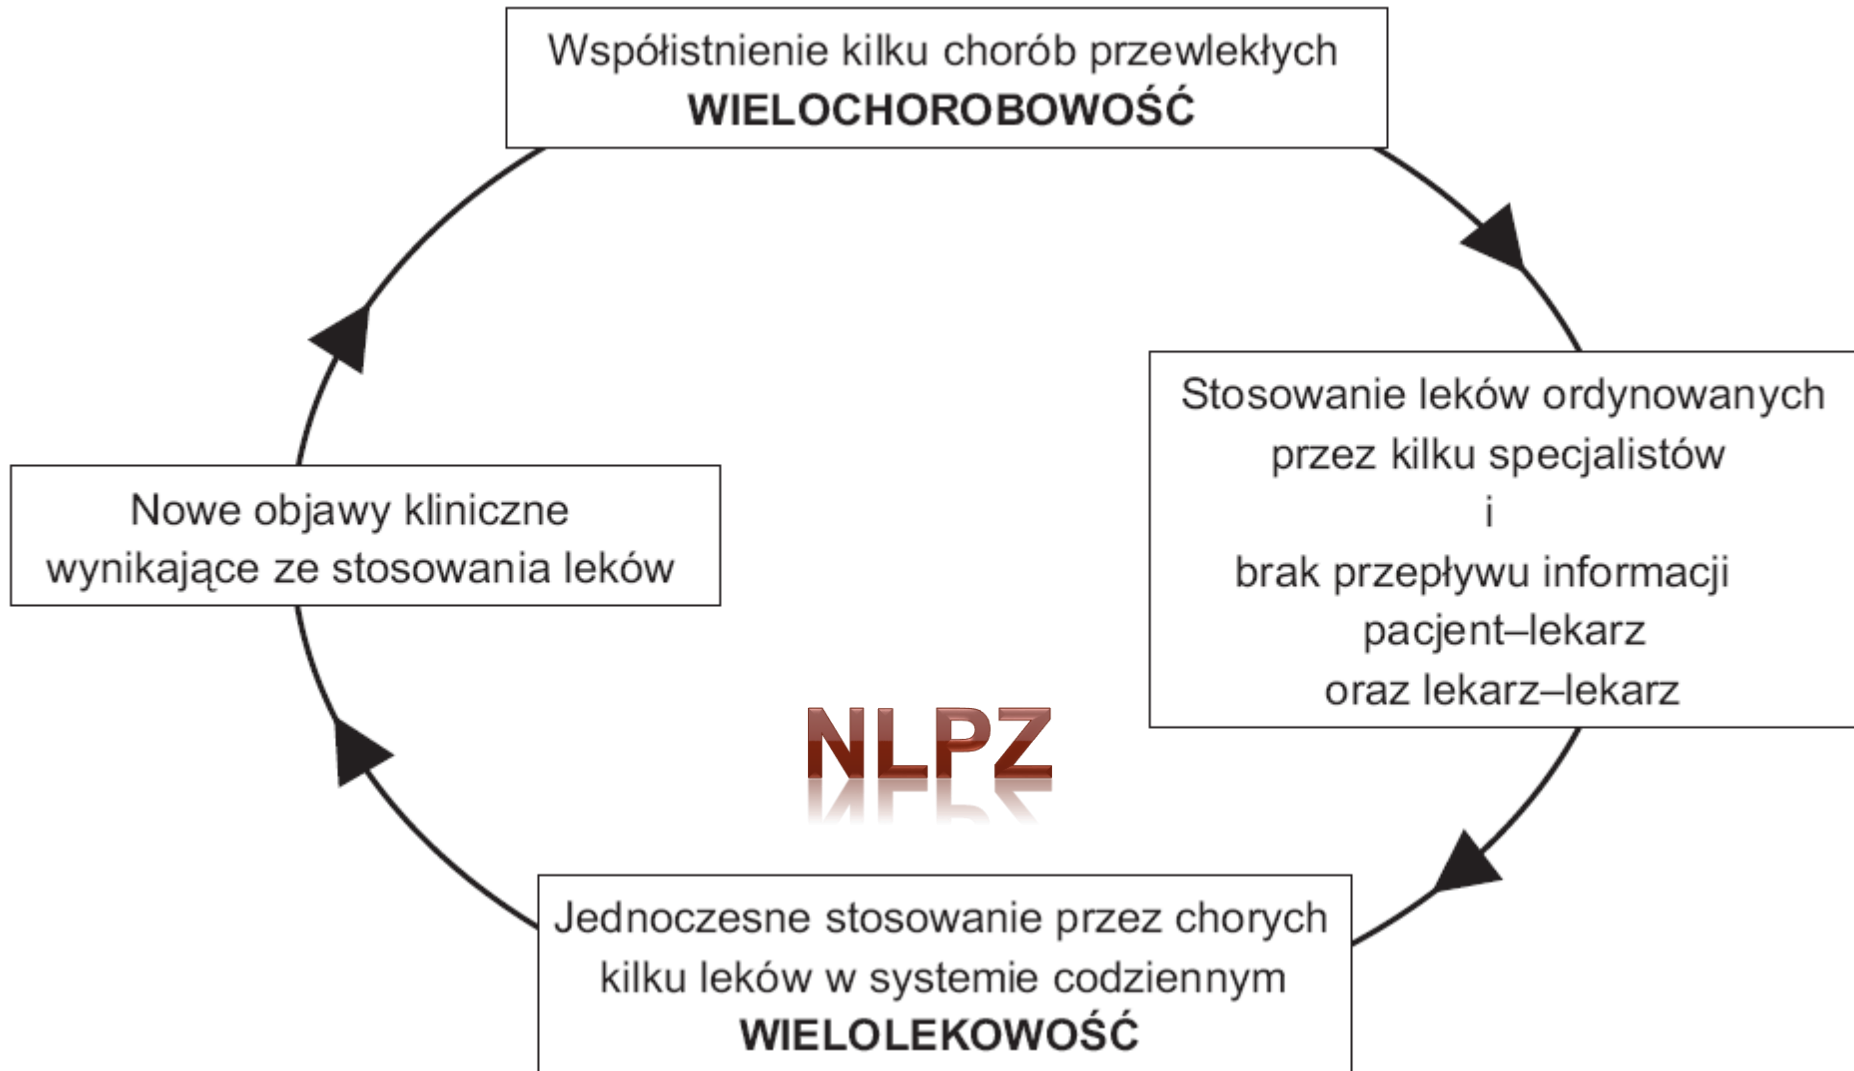 Współistnienie kilku chorób przewlekłych
WIELOCHOROBOWOŚĆ
Stosowanie leków ordynowanych
przez kilku specjalistów
i
brak przepływu informacji
pacjent–lekarz
oraz lekarz–lekarz
Nowe objawy kliniczne
wynikające ze stosowania leków
NLPZ
Jednoczesne stosowanie przez chorych
kilku leków w systemie codziennym
WIELOLEKOWOŚĆ